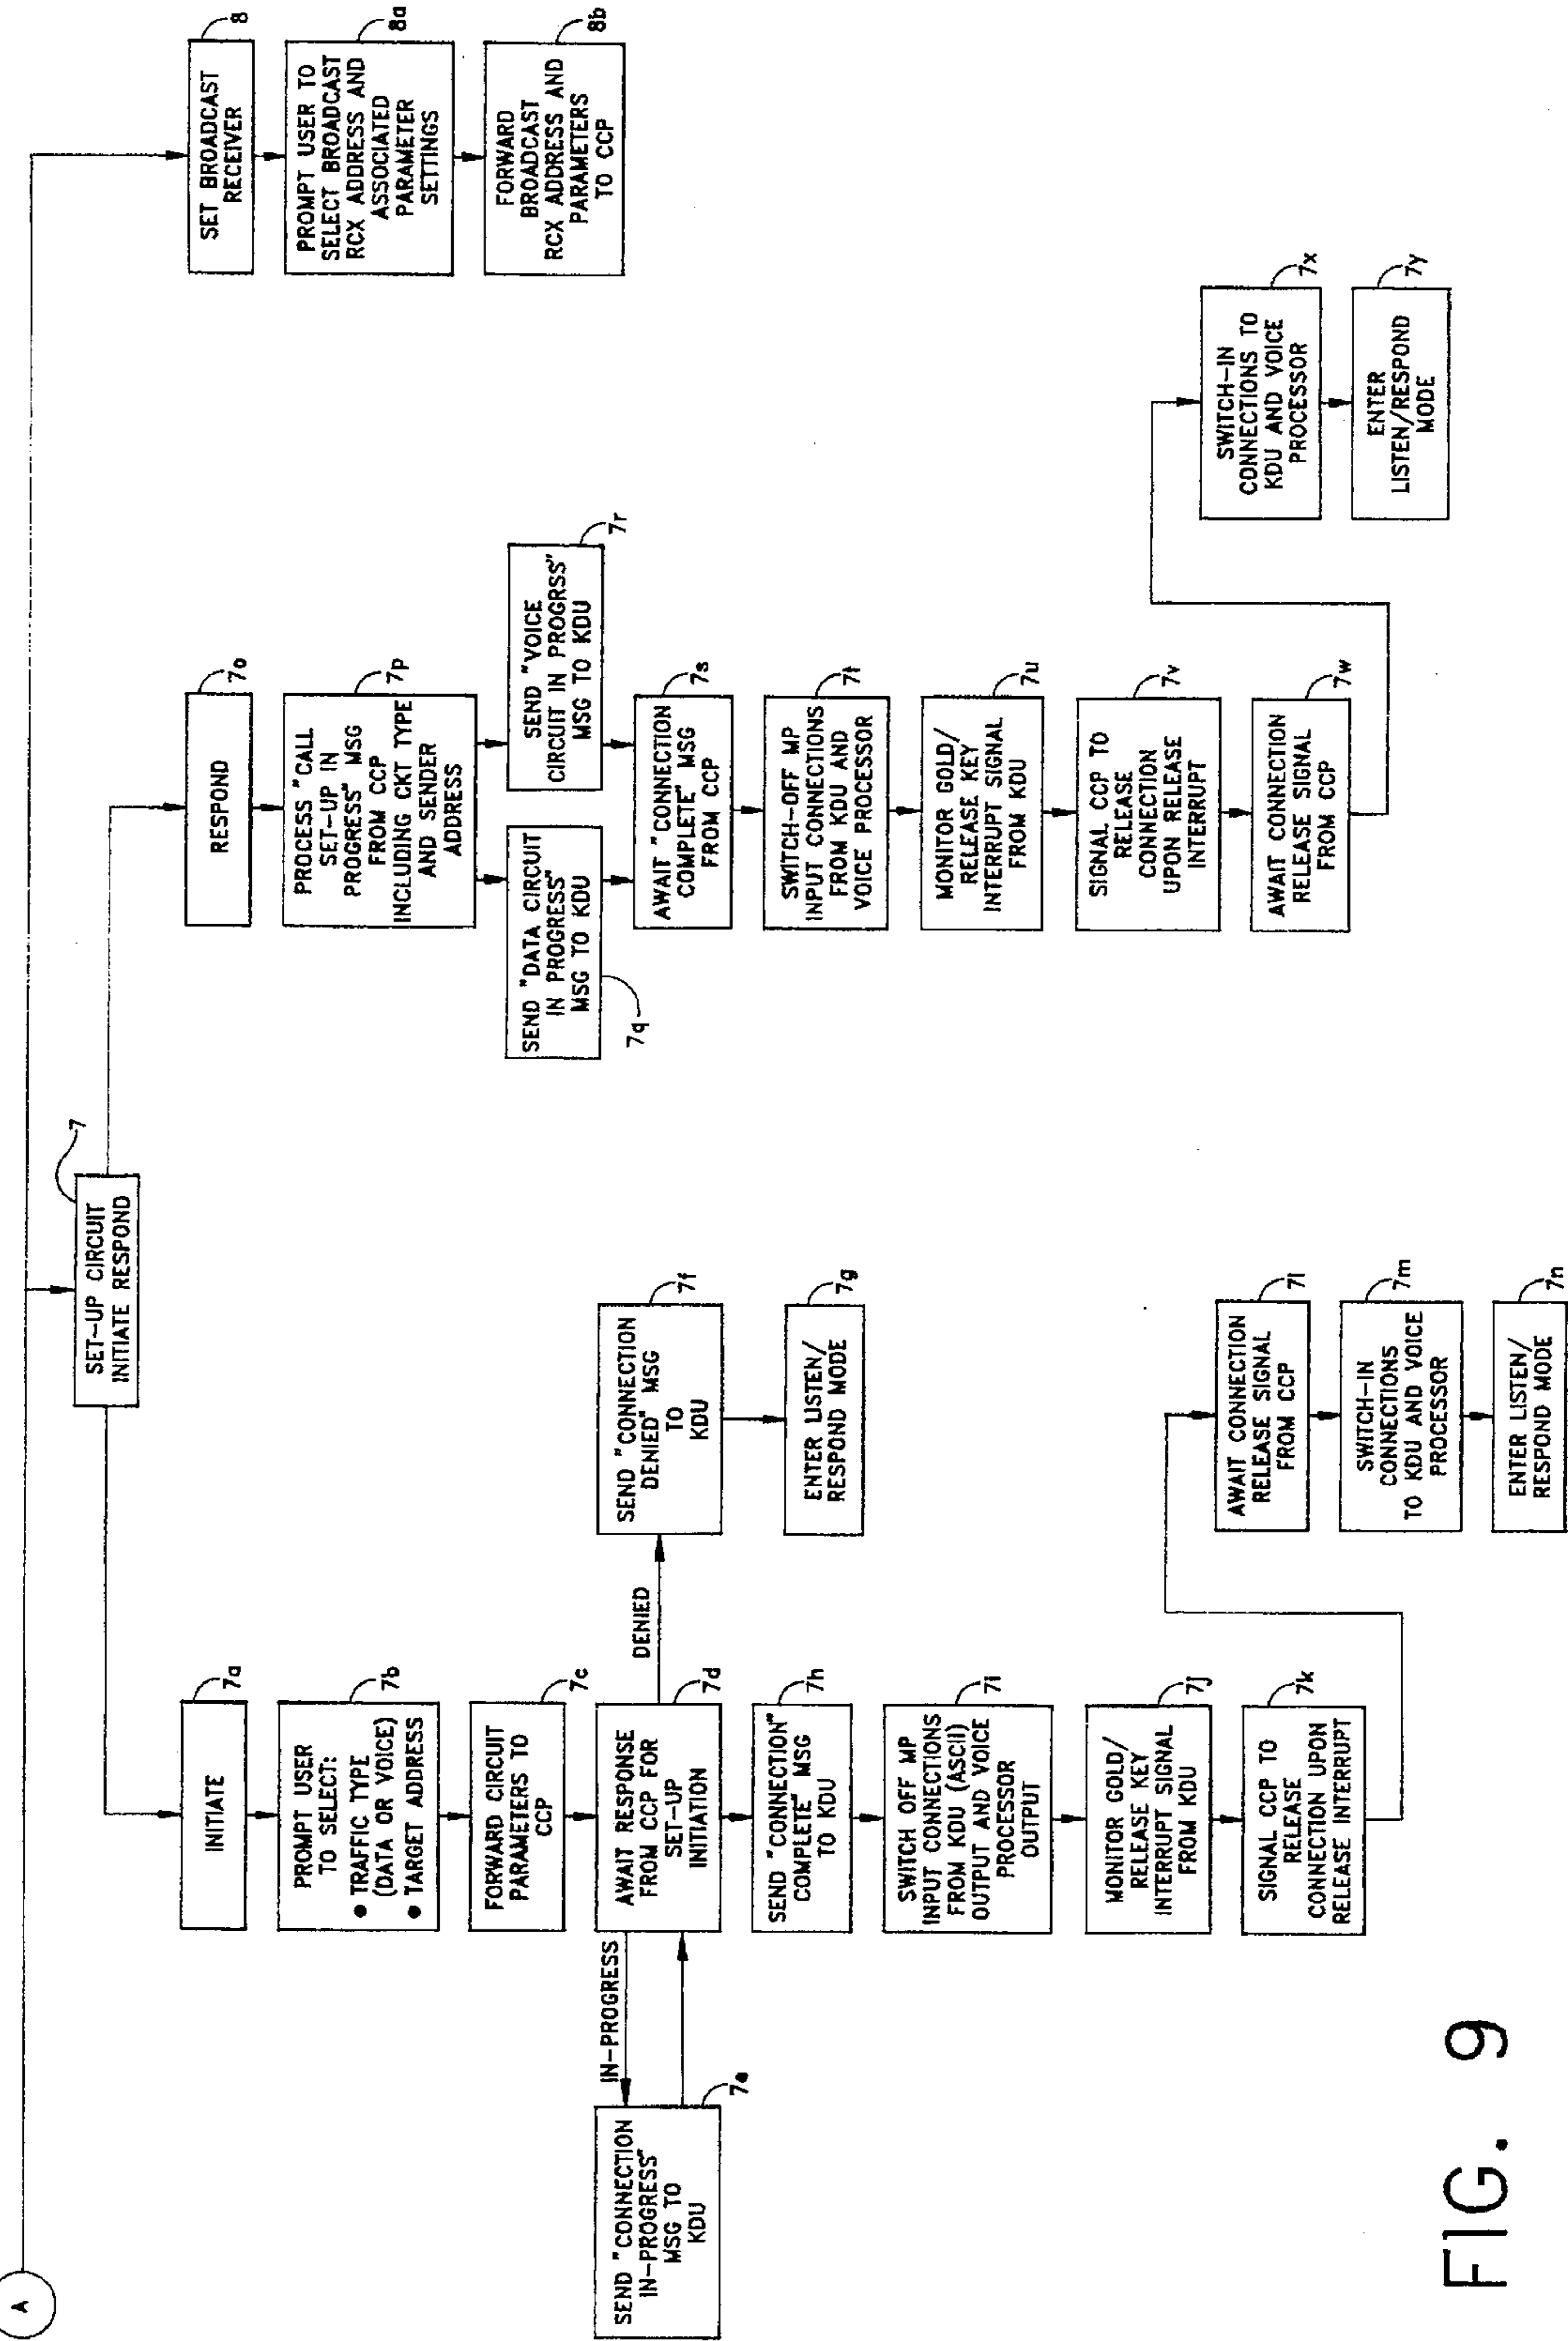 A
SET-UP CIRCUIT
INITIATE RESPOND
7
INITIATE
7a
PROMPT USER
TO SELECT:
● TRAFFIC TYPE
(DATA OR VOICE)
● TARGET ADDRESS
7b
FORWARD CIRCUIT
PARAMETERS TO
CCP
7c
AWAIT RESPONSE
FROM CCP FOR
SET-UP
INITIATION
7d
IN-PROGRESS
SEND "CONNECTION
IN-PROGRESS"
MSG TO
KDU
7e
DENIED
SEND "CONNECTION
DENIED" MSG
TO
KDU
7f
ENTER LISTEN/
RESPOND MODE
7g
SEND "CONNECTION"
COMPLETE" MSG
TO KDU
7h
SWITCH OFF MP
INPUT CONNECTIONS
FROM KDU (ASCII)
OUTPUT AND VOICE
PROCESSOR
OUTPUT
7i
MONITOR GOLD/
RELEASE KEY
INTERRUPT SIGNAL
FROM KDU
7j
SIGNAL CCP TO
RELEASE
CONNECTION UPON
RELEASE INTERRUPT
7k
AWAIT CONNECTION
RELEASE SIGNAL
FROM CCP
7l
SWITCH-IN
CONNECTIONS
TO KDU AND VOICE
PROCESSOR
7m
ENTER LISTEN/
RESPOND MODE
7n
RESPOND
7o
PROCESS "CALL
SET-UP IN
PROGRESS" MSG
FROM CCP
INCLUDING CKT TYPE
AND SENDER
ADDRESS
7p
SEND "DATA CIRCUIT
IN PROGRESS"
MSG TO KDU
7q
SEND "VOICE
CIRCUIT IN PROGRSS"
MSG TO KDU
7r
AWAIT "CONNECTION
COMPLETE" MSG
FROM CCP
7s
SWITCH-OFF MP
INPUT CONNECTIONS
FROM KDU AND
VOICE PROCESSOR
7t
MONITOR GOLD/
RELEASE KEY
INTERRUPT SIGNAL
FROM KDU
7u
SIGNAL CCP TO
RELEASE
CONNECTION
UPON RELEASE
INTERRUPT
7v
AWAIT CONNECTION
RELEASE SIGNAL
FROM CCP
7w
SWITCH-IN
CONNECTIONS TO
KDU AND VOICE
PROCESSOR
7x
ENTER
LISTEN/RESPOND
MODE
7y
SET BROADCAST
RECEIVER
8
PROMPT USER TO
SELECT BROADCAST
RCX ADDRESS AND
ASSOCIATED
PARAMETER
SETTINGS
8a
FORWARD
BROADCAST
RCX ADDRESS AND
PARAMETERS
TO CCP
8b
FIG. 9